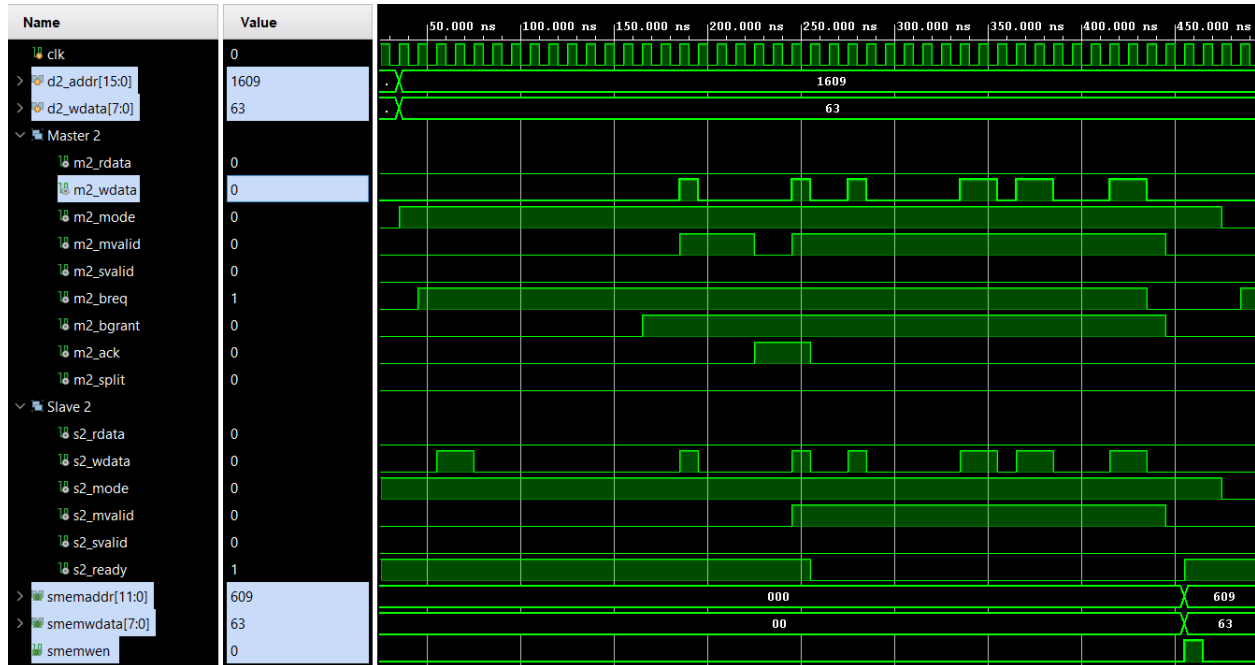 Name Value
50.000 ns 100.000 ns 150.000 ns 200.000 ns 250.000 ns 300.000 ns 350.000 ns 400.000 ns 450.000 ns
clk 0
d2_addr[15:0] 1609 1609
d2_wdata[7:0] 63 63
Master 2
m2_rdata 0
m2_wdata 0
m2_mode 0
m2_mvalid 0
m2_svalid 0
m2_breq 1
m2_bgrant 0
m2_ack 0
m2_split 0
Slave 2
s2_rdata 0
s2_wdata 0
s2_mode 0
s2_mvalid 0
s2_svalid 0
s2_ready 1
smemaddr[11:0] 609 000 609
smemwdata[7:0] 63 00 63
smemwen 0